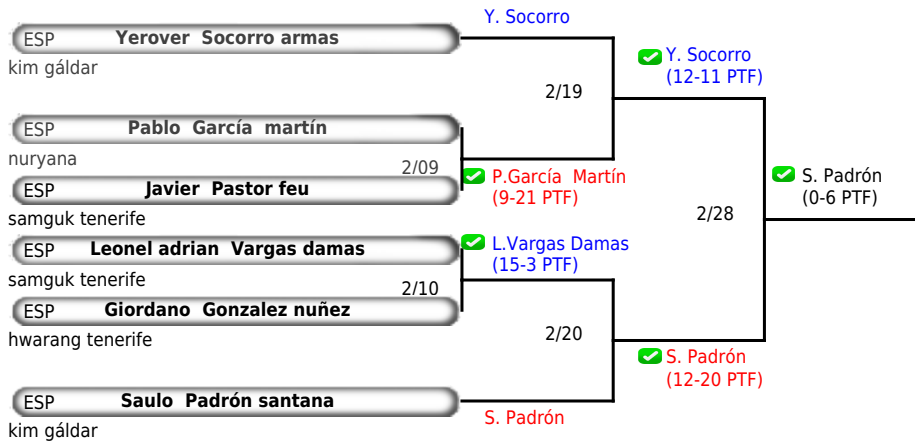 Y. Socorro
ESP Yerover Socorro armas
kim gáldar
Y. Socorro
(12-11 PTF)
2/19
ESP Pablo García martín
nuryana
2/09
P.García Martín
(9-21 PTF)
ESP Javier Pastor feu
samguk tenerife
S. Padrón
(0-6 PTF)
2/28
ESP Leonel adrian Vargas damas
samguk tenerife
L.Vargas Damas
(15-3 PTF)
2/10
ESP Giordano Gonzalez nuñez
hwarang tenerife
2/20
S. Padrón
(12-20 PTF)
ESP Saulo Padrón santana
kim gáldar
S. Padrón